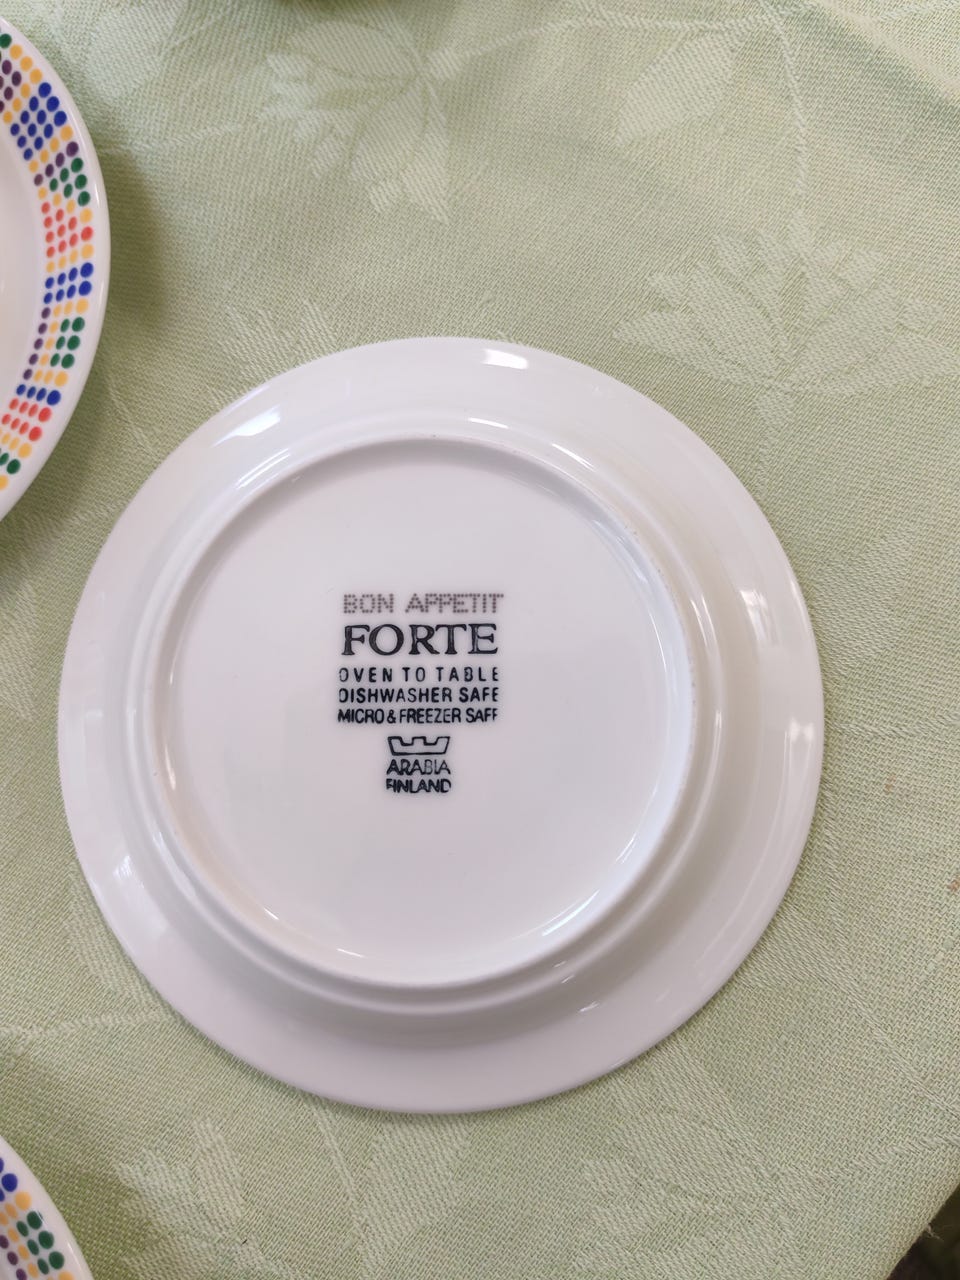 BON APPETIT
FORTE
OVEN TO TABLE
DISHWASHER SAFE
MICRO & FREEZER SAFE
ARABIA
FINLAND